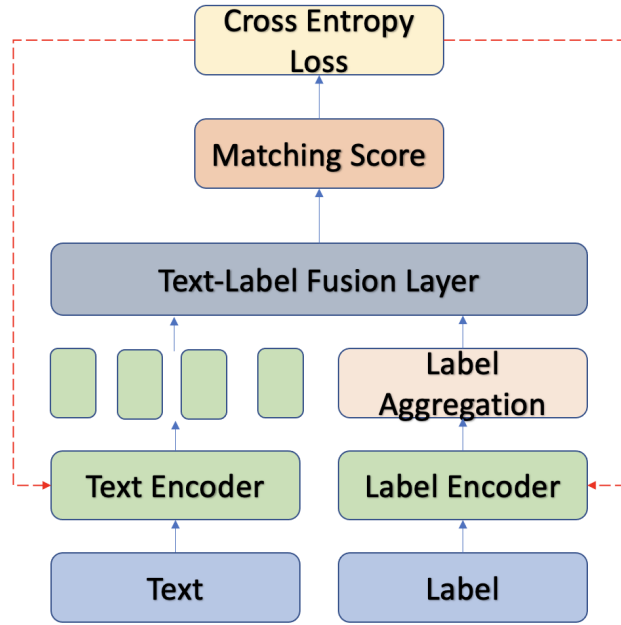 Cross Entropy
Loss
Matching Score
Text-Label Fusion Layer
Label
Aggregation
Text Encoder
Label Encoder
Text
Label